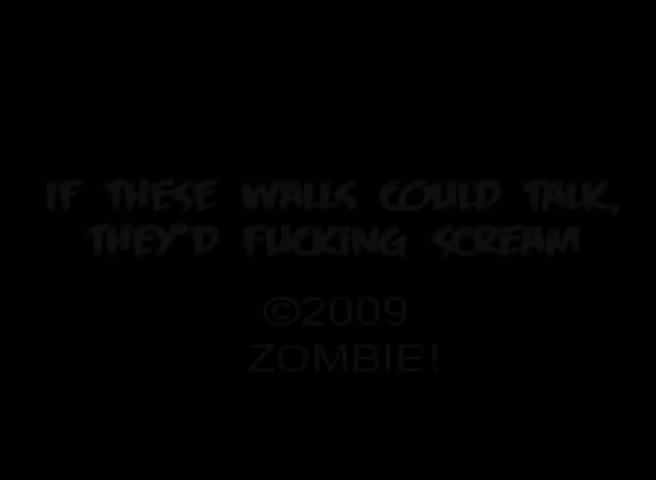 IF THESE WALLS COULD TALK,
THEY'D FUCKING SCREAM
©2009
ZOMBIE!